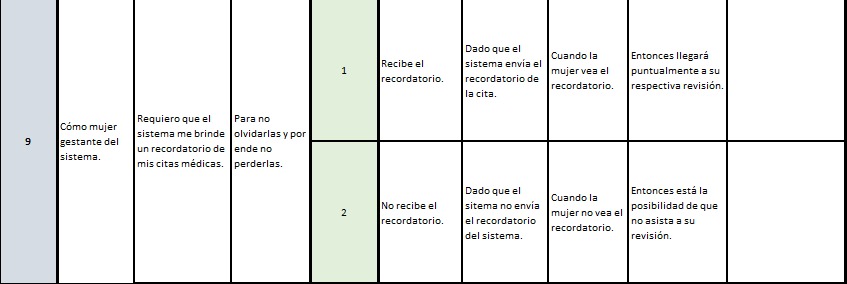 9
Cómo mujer
gestante del
sistema.
Requiero que el
sistema me brinde
un recordatorio de
mis citas médicas.
Para no
olvidarlas y por
ende no
perderlas.
1
Recibe el
recordatorio.
Dado que el
sistema envía el
recordatorio de
la cita.
Cuando la
mujer vea el
recordatorio.
Entonces llegará
puntualmente a su
respectiva revisión.
2
No recibe el
recordatorio.
Dado que el
sitema no envía
el recordatorio
del sistema.
Cuando la
mujer no vea el
recordatorio.
Entonces está la
posibilidad de que
no asista a su
revisión.